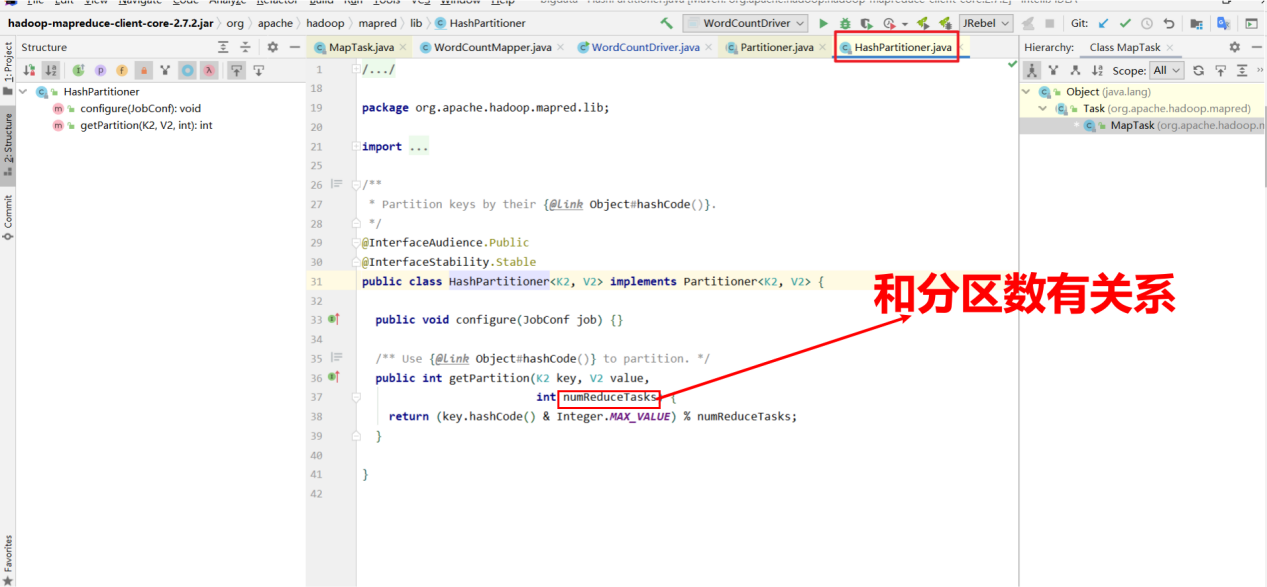 hadoop-mapreduce-client-core-2.7.2.jar org apache hadoop mapred lib HashPartitioner
WordCountDriver JRebel Git:
Structure
MapTask.java WordCountMapper.java WordCountDriver.java Partitioner.java HashPartitioner.java
Hierarchy: Class MapTask
Scope: All
1: Project
2: Structure
Commit
Favorites
HashPartitioner
configure(JobConf): void
getPartition(K2, V2, int): int
Object (java.lang)
Task (org.apache.hadoop.mapred)
MapTask (org.apache.hadoop.m
1 /.../
18
19 package org.apache.hadoop.mapred.lib;
20
21 import ...
25
26 /**
27 * Partition keys by their {@link Object#hashCode()}.
28 */
29 @InterfaceAudience.Public
30 @InterfaceStability.Stable
31 public class HashPartitioner<K2, V2> implements Partitioner<K2, V2> {
32
33 public void configure(JobConf job) {}
34
35 /** Use {@link Object#hashCode()} to partition. */
36 public int getPartition(K2 key, V2 value,
37 int numReduceTasks) {
38 return (key.hashCode() & Integer.MAX_VALUE) % numReduceTasks;
39 }
40
41 }
42
和分区数有关系